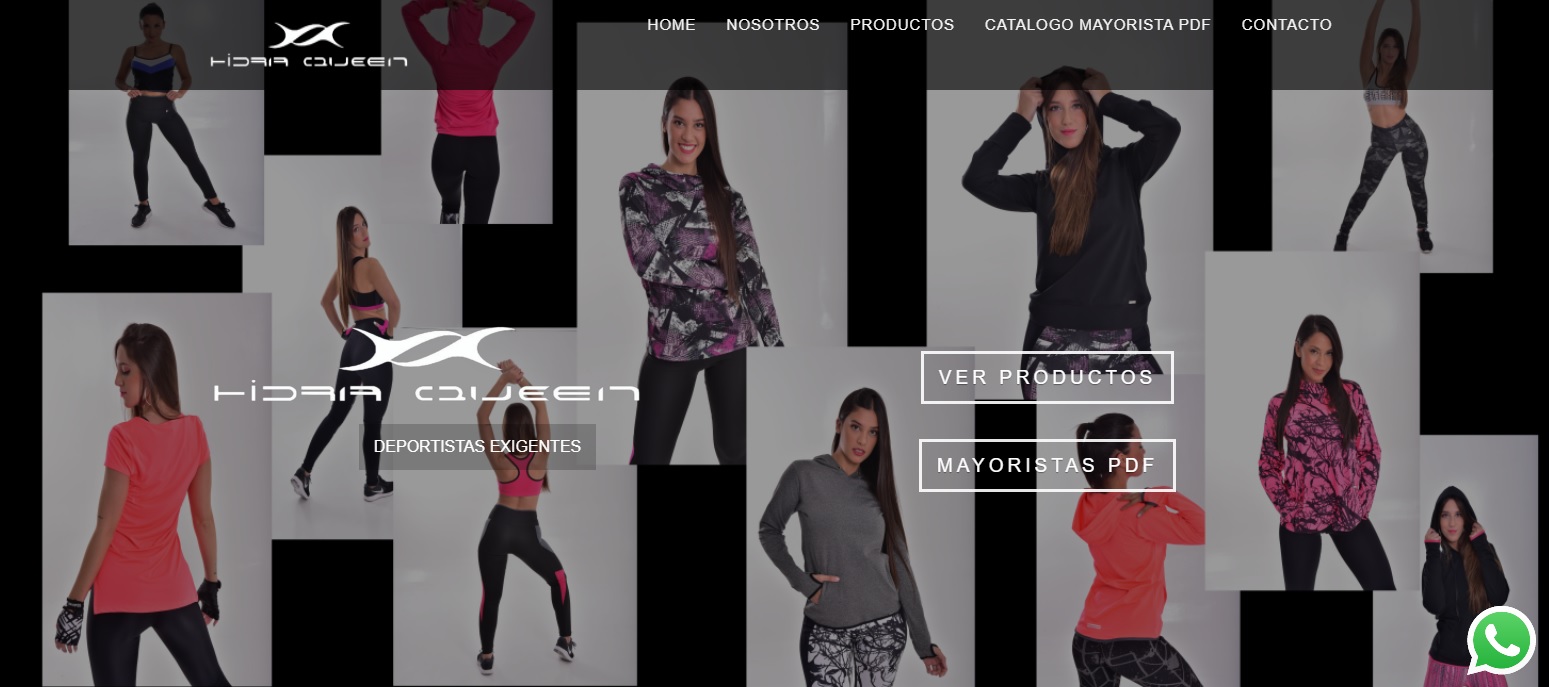 HOME NOSOTROS PRODUCTOS CATALOGO MAYORISTA PDF CONTACTO
HIDRA QUEEN
HIDRA QUEEN
DEPORTISTAS EXIGENTES
VER PRODUCTOS
MAYORISTAS PDF